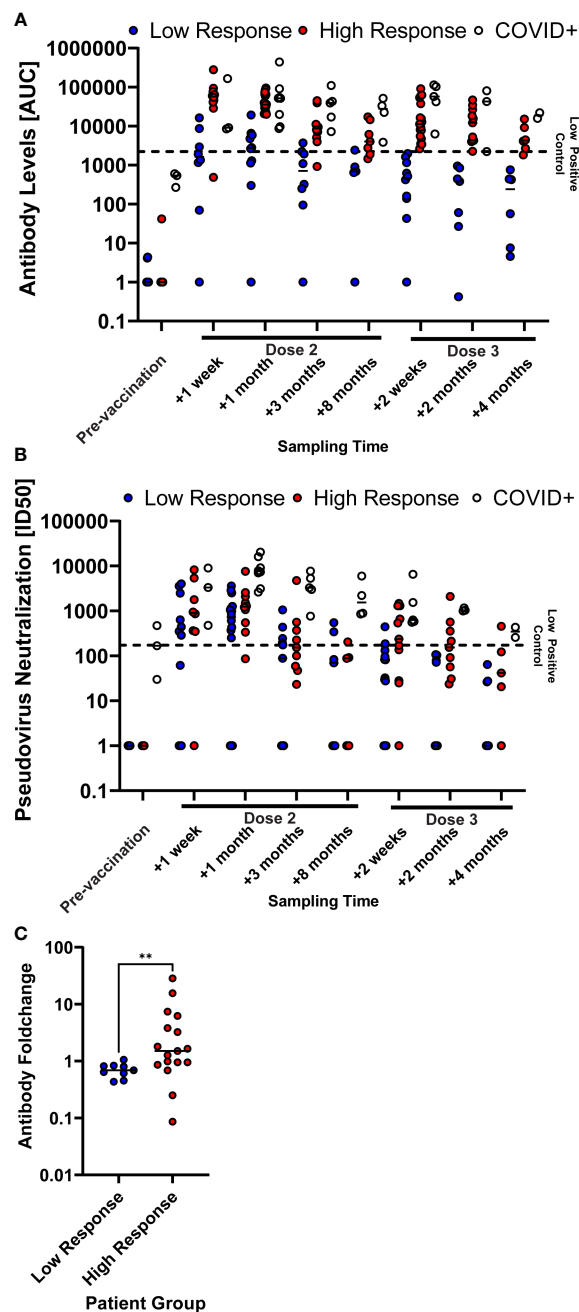 A
Low Response High Response COVID+
Antibody Levels [AUC]
1000000
100000
10000
1000
100
10
1
0.1
Low Positive
Control
Dose 2
Dose 3
Pre-vaccination
+1 week
+1 month
+3 months
+8 months
+2 weeks
+2 months
+4 months
Sampling Time
B
Low Response High Response COVID+
Pseudovirus Neutralization [ID50]
100000
10000
1000
100
10
1
0.1
Low Positive
Control
Dose 2
Dose 3
Pre-vaccination
+1 week
+1 month
+3 months
+8 months
+2 weeks
+2 months
+4 months
Sampling Time
C
Antibody Foldchange
100
10
1
0.1
0.01
**
Low Response
High Response
Patient Group